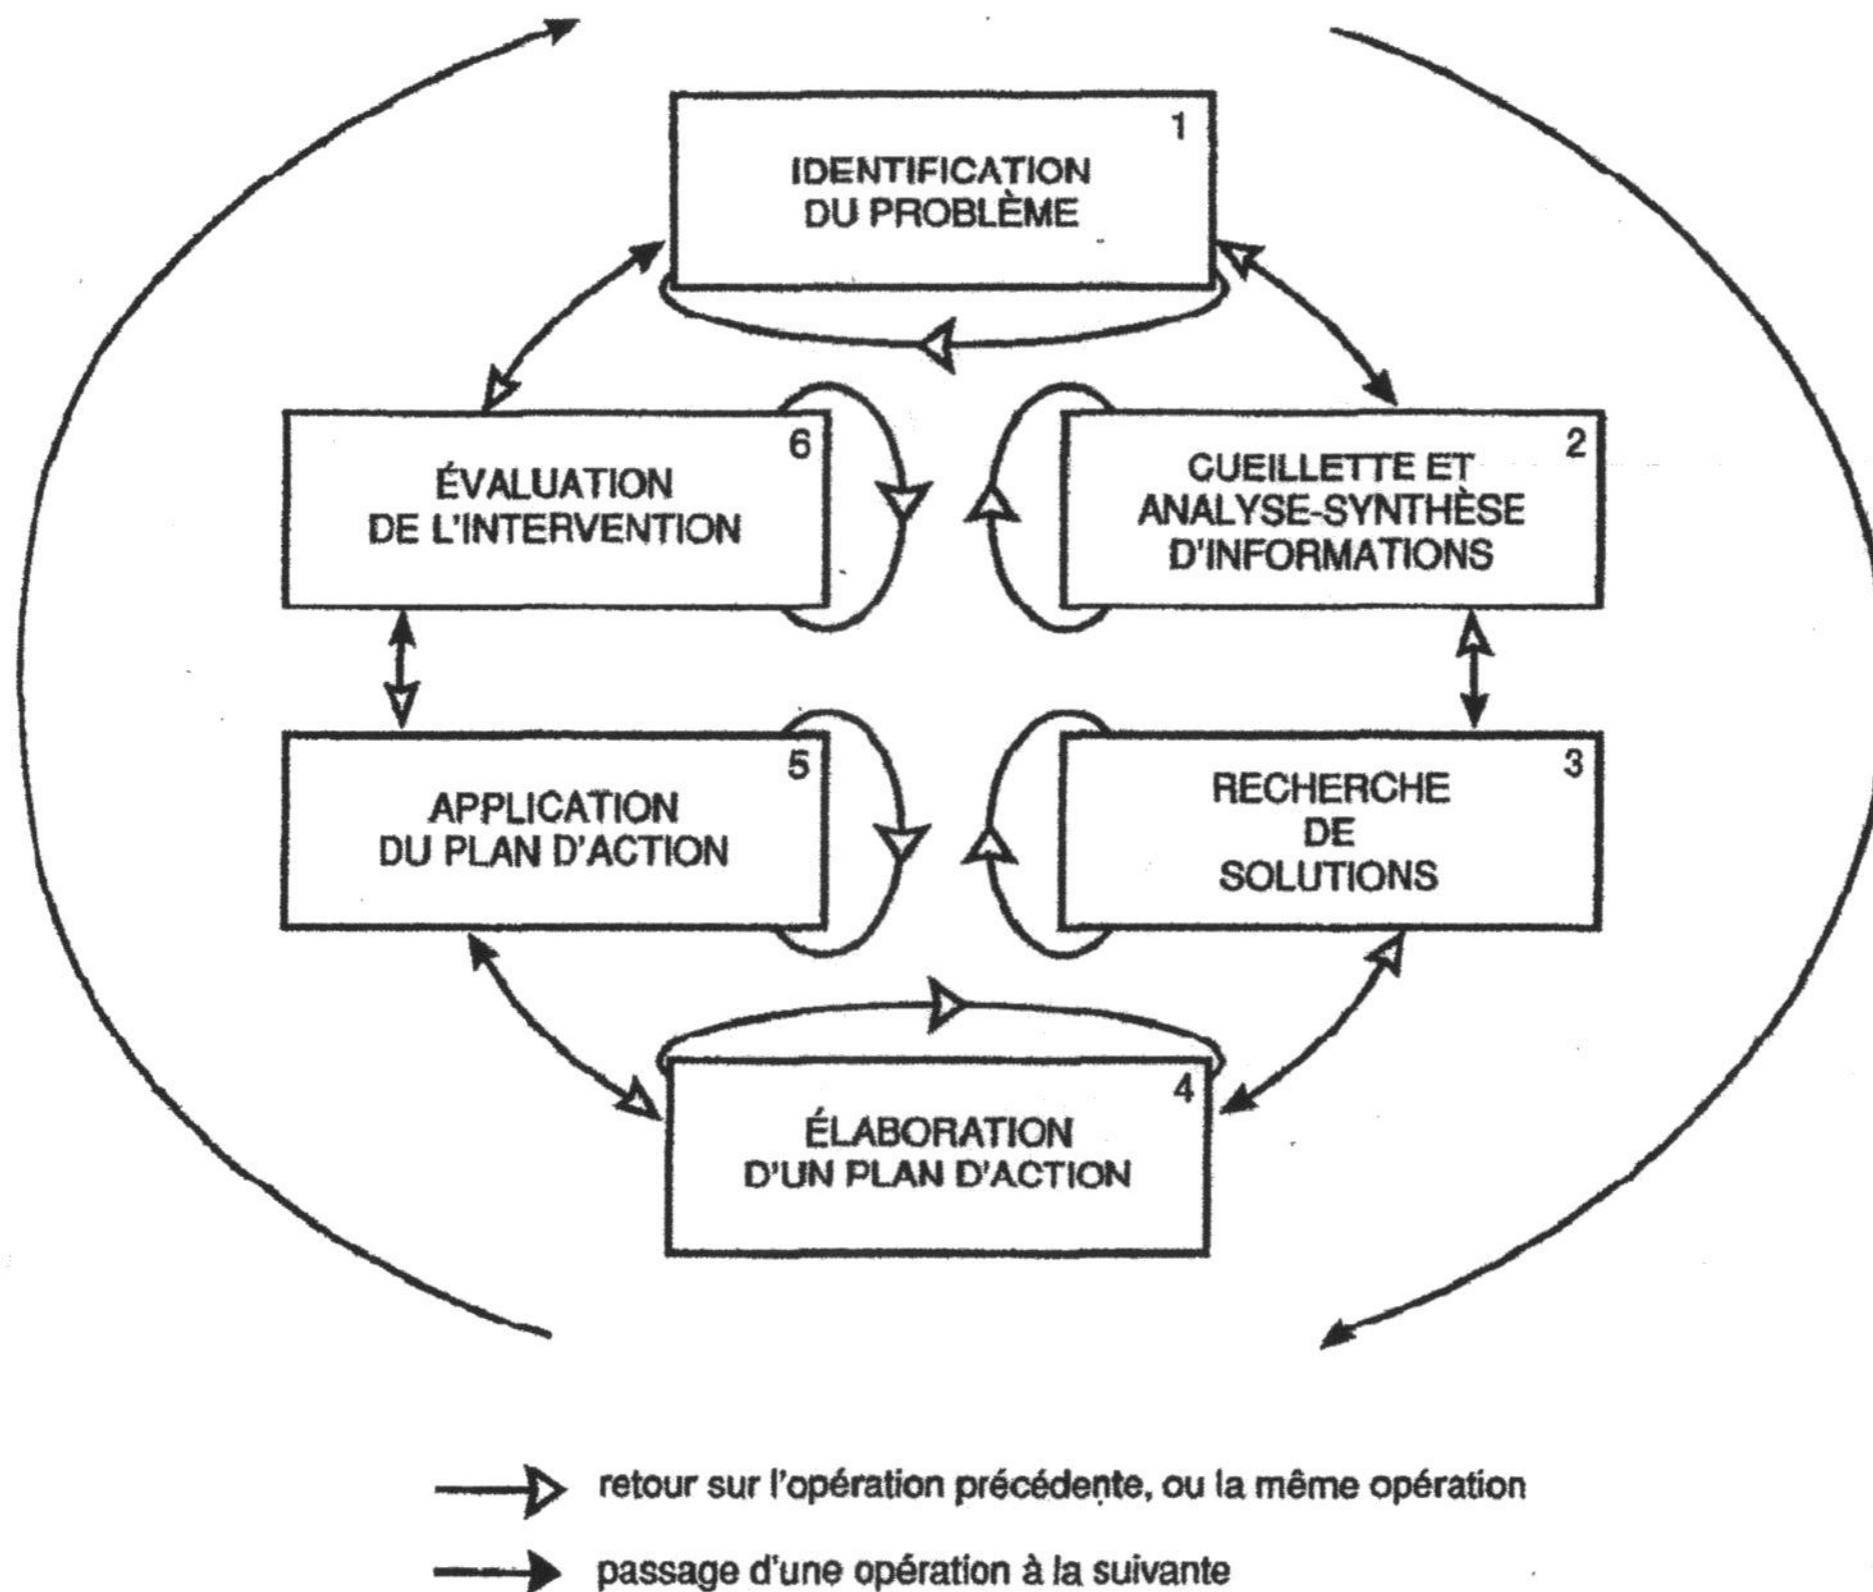 1
IDENTIFICATION
DU PROBLÈME
2
CUEILLETTE ET
ANALYSE-SYNTHÈSE
D'INFORMATIONS
3
RECHERCHE
DE
SOLUTIONS
4
ÉLABORATION
D'UN PLAN D'ACTION
5
APPLICATION
DU PLAN D'ACTION
6
ÉVALUATION
DE L'INTERVENTION
retour sur l'opération précédente, ou la même opération
passage d'une opération à la suivante